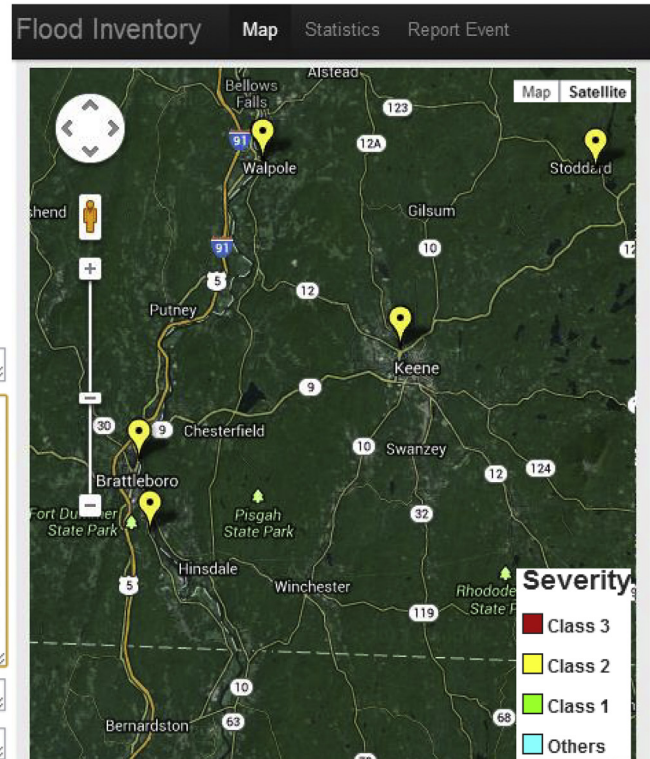 Flood Inventory Map Statistics Report Event
Alstead
Map Satellite
Bellows
Falls
123
91
12A
Walpole
Stoddard
shend
Gilsum
91
10
12
5
12
Putney
Keene
9
30
9
Chesterfield
10
Swanzey
12
124
Brattleboro
Fort Dummer
State Park
Pisgah
State Park
32
Hinsdale
5
Winchester
Rhodode
State P
119
Severity
Class 3
Class 2
10
Class 1
63
68
Bernardston
Others